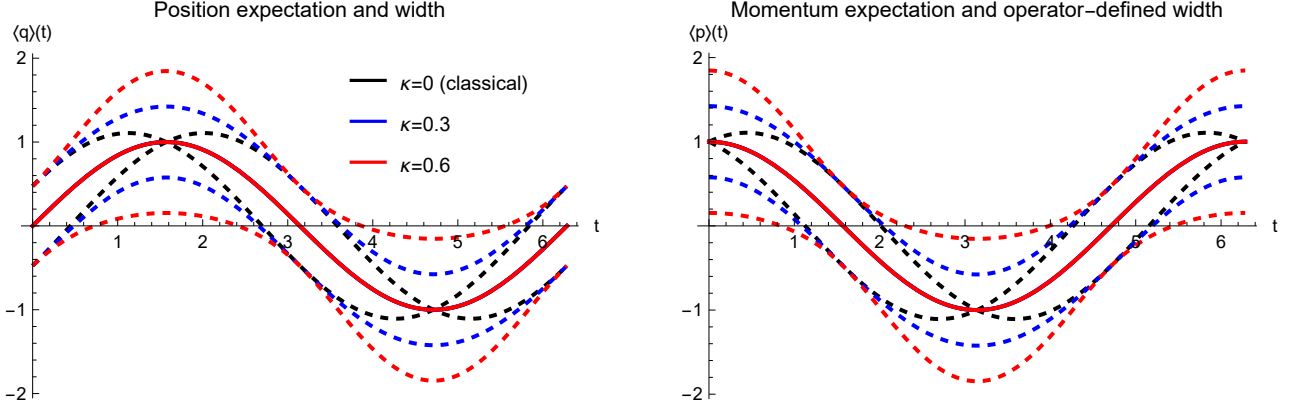 Position expectation and width
⟨q⟩(t)
2
1
−1
−2
1 2 3 4 5 6 t
κ=0 (classical)
κ=0.3
κ=0.6
Momentum expectation and operator−defined width
⟨p⟩(t)
2
1
−1
−2
1 2 3 4 5 6 t